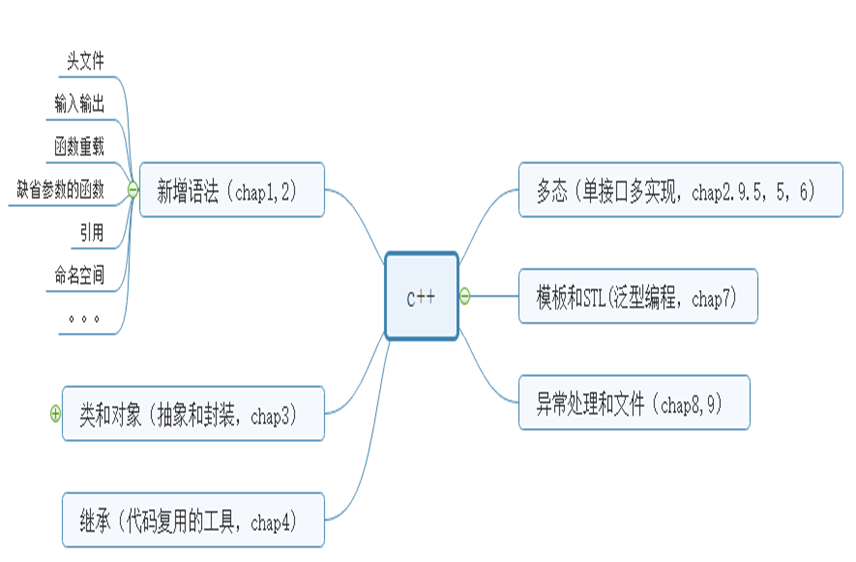 头文件
输入输出
函数重载
缺省参数的函数
引用
命名空间
。。。
新增语法（chap1,2）
类和对象（抽象和封装，chap3）
继承（代码复用的工具，chap4）
c++
多态（单接口多实现，chap2.9.5，5，6）
模板和STL(泛型编程，chap7）
异常处理和文件（chap8,9）